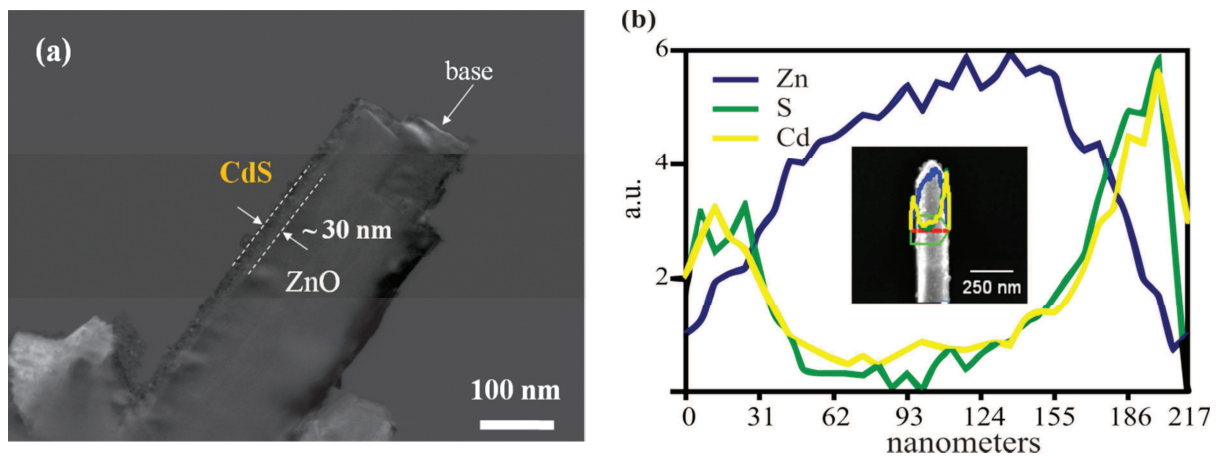 (a)
base
CdS
~ 30 nm
ZnO
100 nm
(b)
6
4
2
0
a.u.
Zn
S
Cd
250 nm
0 31 62 93 124 155 186 217
nanometers